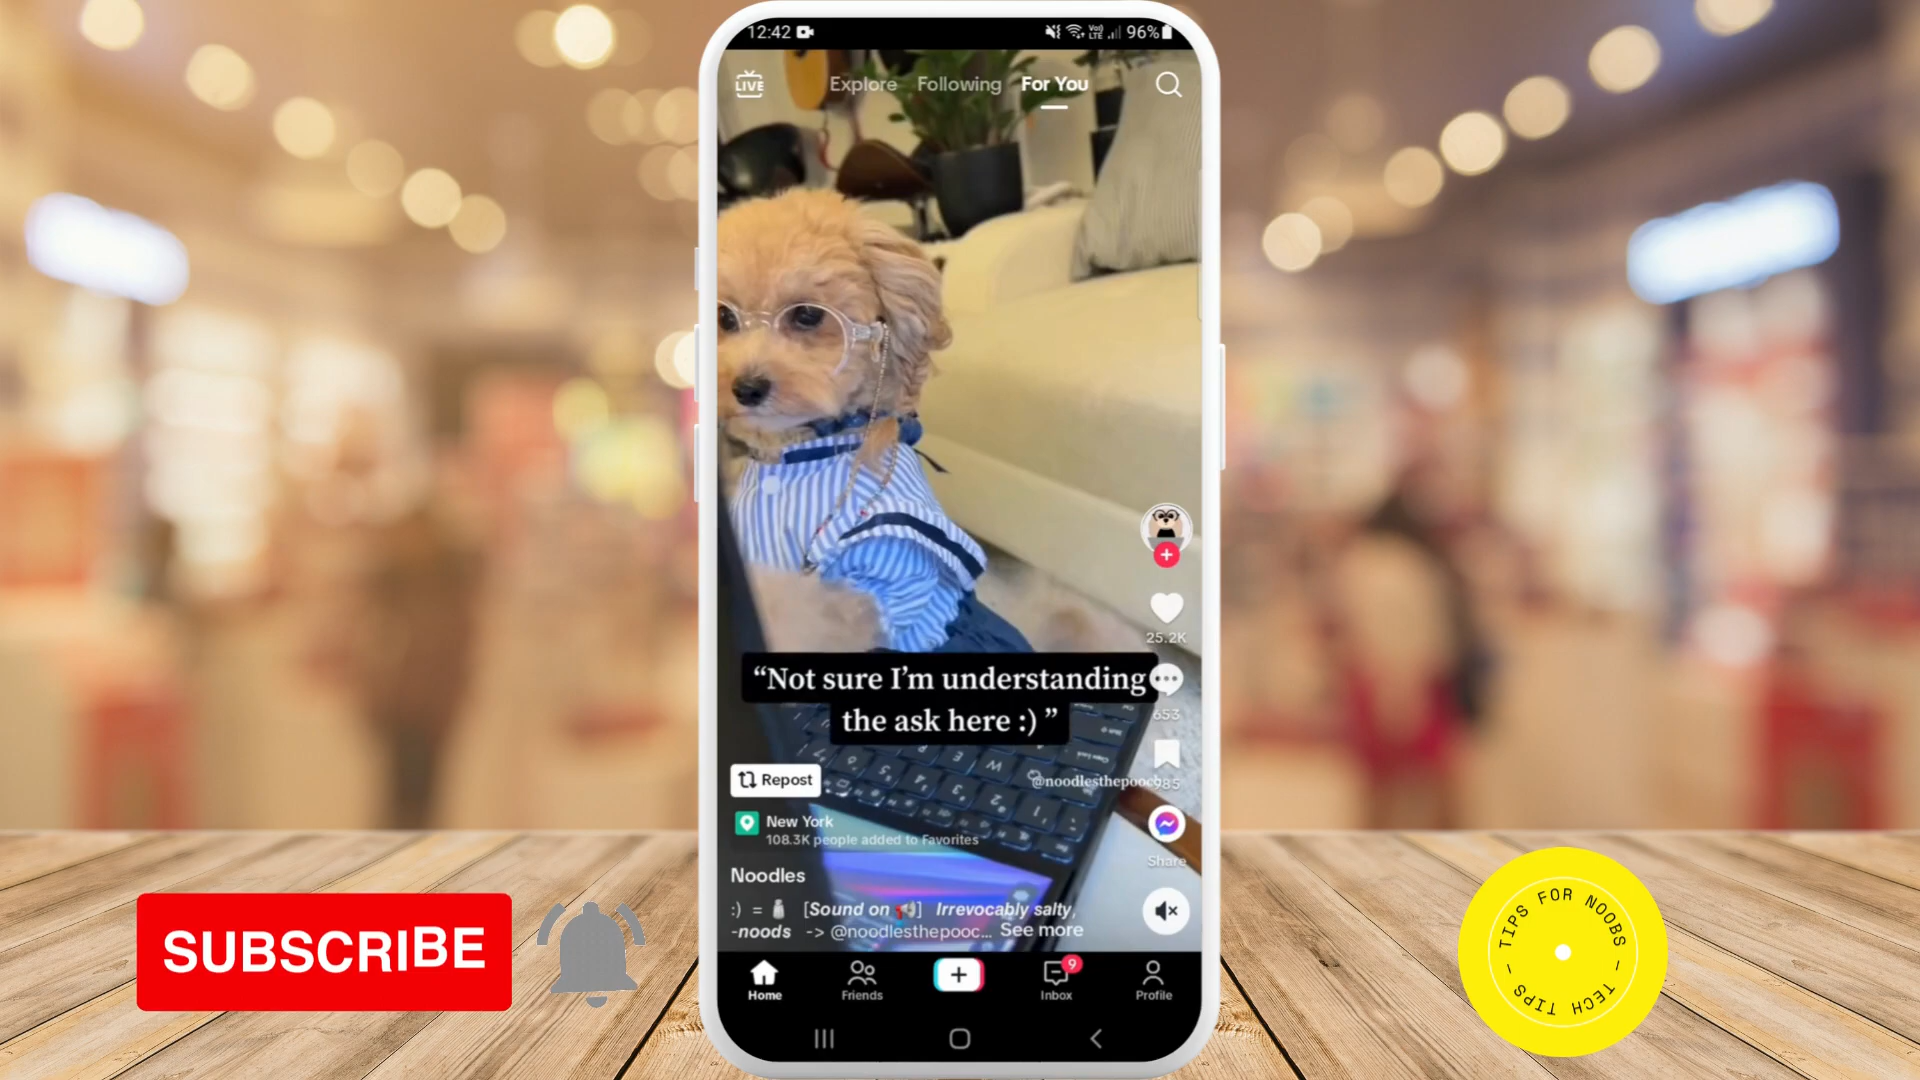 12:42
96%
LIVE
Explore Following For You
25.2K
“Not sure I’m understanding
the ask here :) ”
653
@noodlesthepooch
985
Repost
New York
108.3K people added to Favorites
Share
Noodles
:) = [Sound on ] Irrevocably salty,
-noods -> @noodlesthepooc... See more
Home
Friends
9
Inbox
Profile
SUBSCRIBE
TIPS FOR NOOBS – TECH TIPS –